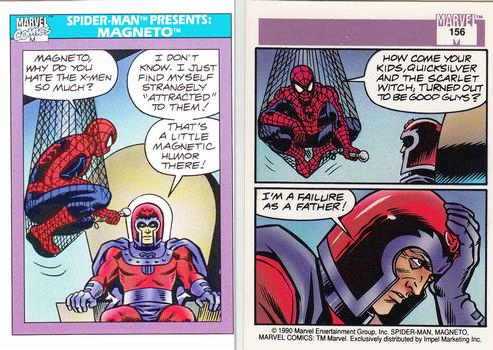 MARVEL
COMICS
M
SPIDER-MAN™ PRESENTS:
MAGNETO™
MAGNETO,
WHY DO YOU
HATE THE X-MEN
SO MUCH?
I DON'T
KNOW. I JUST
FIND MYSELF
STRANGELY
"ATTRACTED"
TO THEM!
THAT'S
A LITTLE
MAGNETIC
HUMOR
THERE!
MARVEL™
156
M
HOW COME YOUR
KIDS, QUICKSILVER
AND THE SCARLET
WITCH, TURNED OUT
TO BE GOOD GUYS?
I'M A FAILURE
AS A FATHER!
© 1990 Marvel Entertainment Group, Inc. SPIDER-MAN, MAGNETO,
MARVEL COMICS: TM Marvel. Exclusively distributed by Impel Marketing Inc.